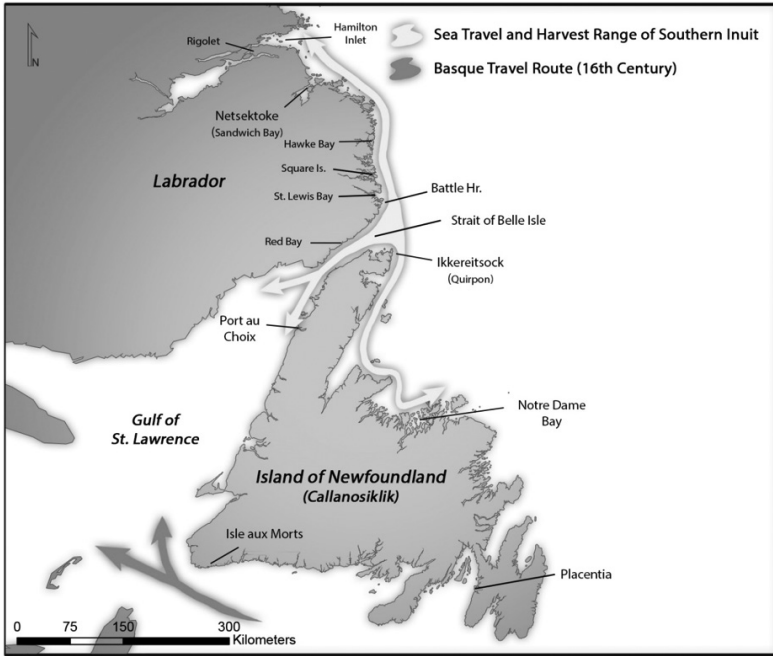 Sea Travel and Harvest Range of Southern Inuit
Basque Travel Route (16th Century)
N
Hamilton
Inlet
Rigolet
Netsektoke
(Sandwich Bay)
Hawke Bay
Square Is.
Labrador
St. Lewis Bay
Battle Hr.
Strait of Belle Isle
Red Bay
Ikkereitsock
(Quirpon)
Port au
Choix
Notre Dame
Bay
Gulf of
St. Lawrence
Island of Newfoundland
(Callanosiklik)
Isle aux Morts
Placentia
0 75 150 300
Kilometers